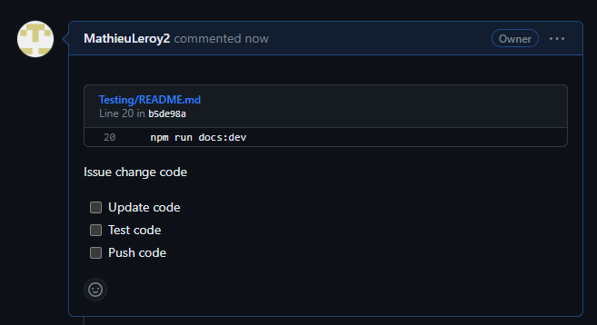 MathieuLeroy2 commented now Owner
Testing/README.md
Line 20 in b5de98a
20 npm run docs:dev
Issue change code
Update code
Test code
Push code